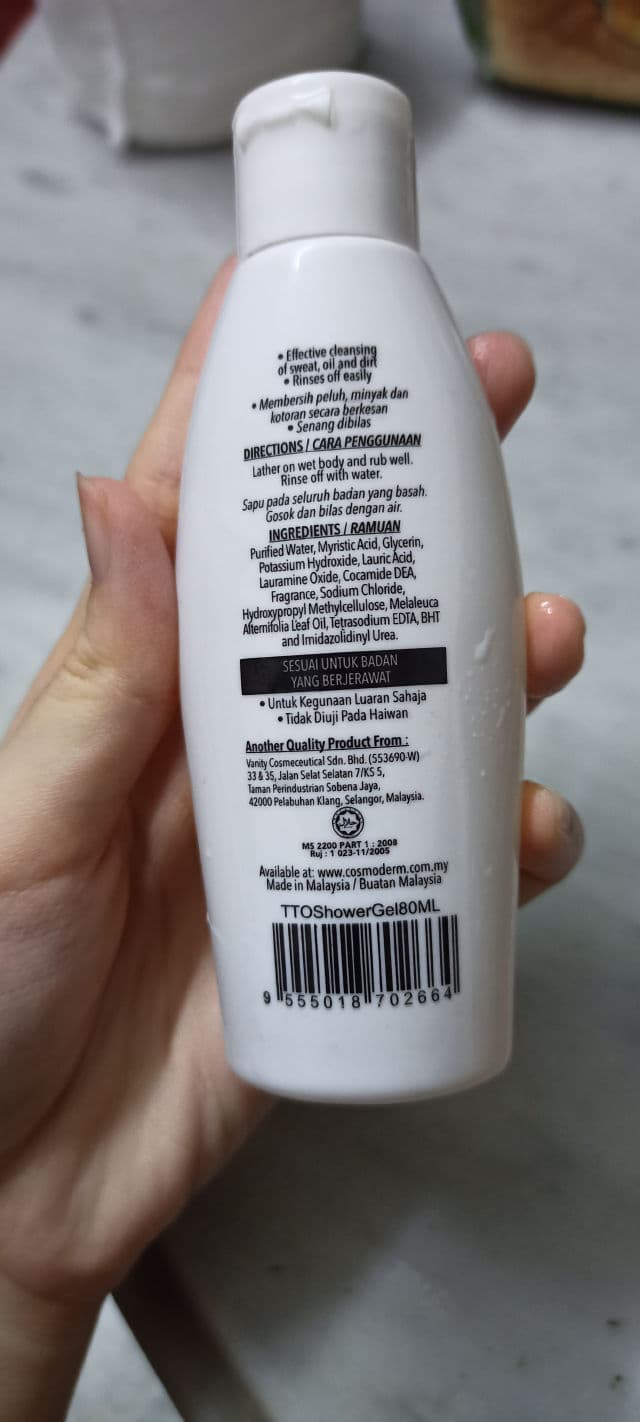 • Effective cleansing
of sweat, oil and dirt
• Rinses off easily
• Membersih peluh, minyak dan
kotoran secara berkesan
• Senang dibilas
DIRECTIONS / CARA PENGGUNAAN
Lather on wet body and rub well.
Rinse off with water.
Sapu pada seluruh badan yang basah.
Gosok dan bilas dengan air.
INGREDIENTS / RAMUAN
Purified Water, Myristic Acid, Glycerin,
Potassium Hydroxide, Lauric Acid,
Lauramine Oxide, Cocamide DEA,
Fragrance, Sodium Chloride,
Hydroxypropyl Methylcellulose, Melaleuca
Alternifolia Leaf Oil, Tetrasodium EDTA, BHT
and Imidazolidinyl Urea.
SESUAI UNTUK BADAN
YANG BERJERAWAT
• Untuk Kegunaan Luaran Sahaja
• Tidak Diuji Pada Haiwan
Another Quality Product From :
Vanity Cosmeceutical Sdn. Bhd. (553690-W)
33 & 35, Jalan Selat Selatan 7/KS 5,
Taman Perindustrian Sobena Jaya,
42000 Pelabuhan Klang, Selangor, Malaysia.
MS 2200 PART 1 : 2008
Ruj : 1 023-11/2005
Available at: www.cosmoderm.com.my
Made in Malaysia / Buatan Malaysia
TTOShowerGel80ML
9 555018 702664